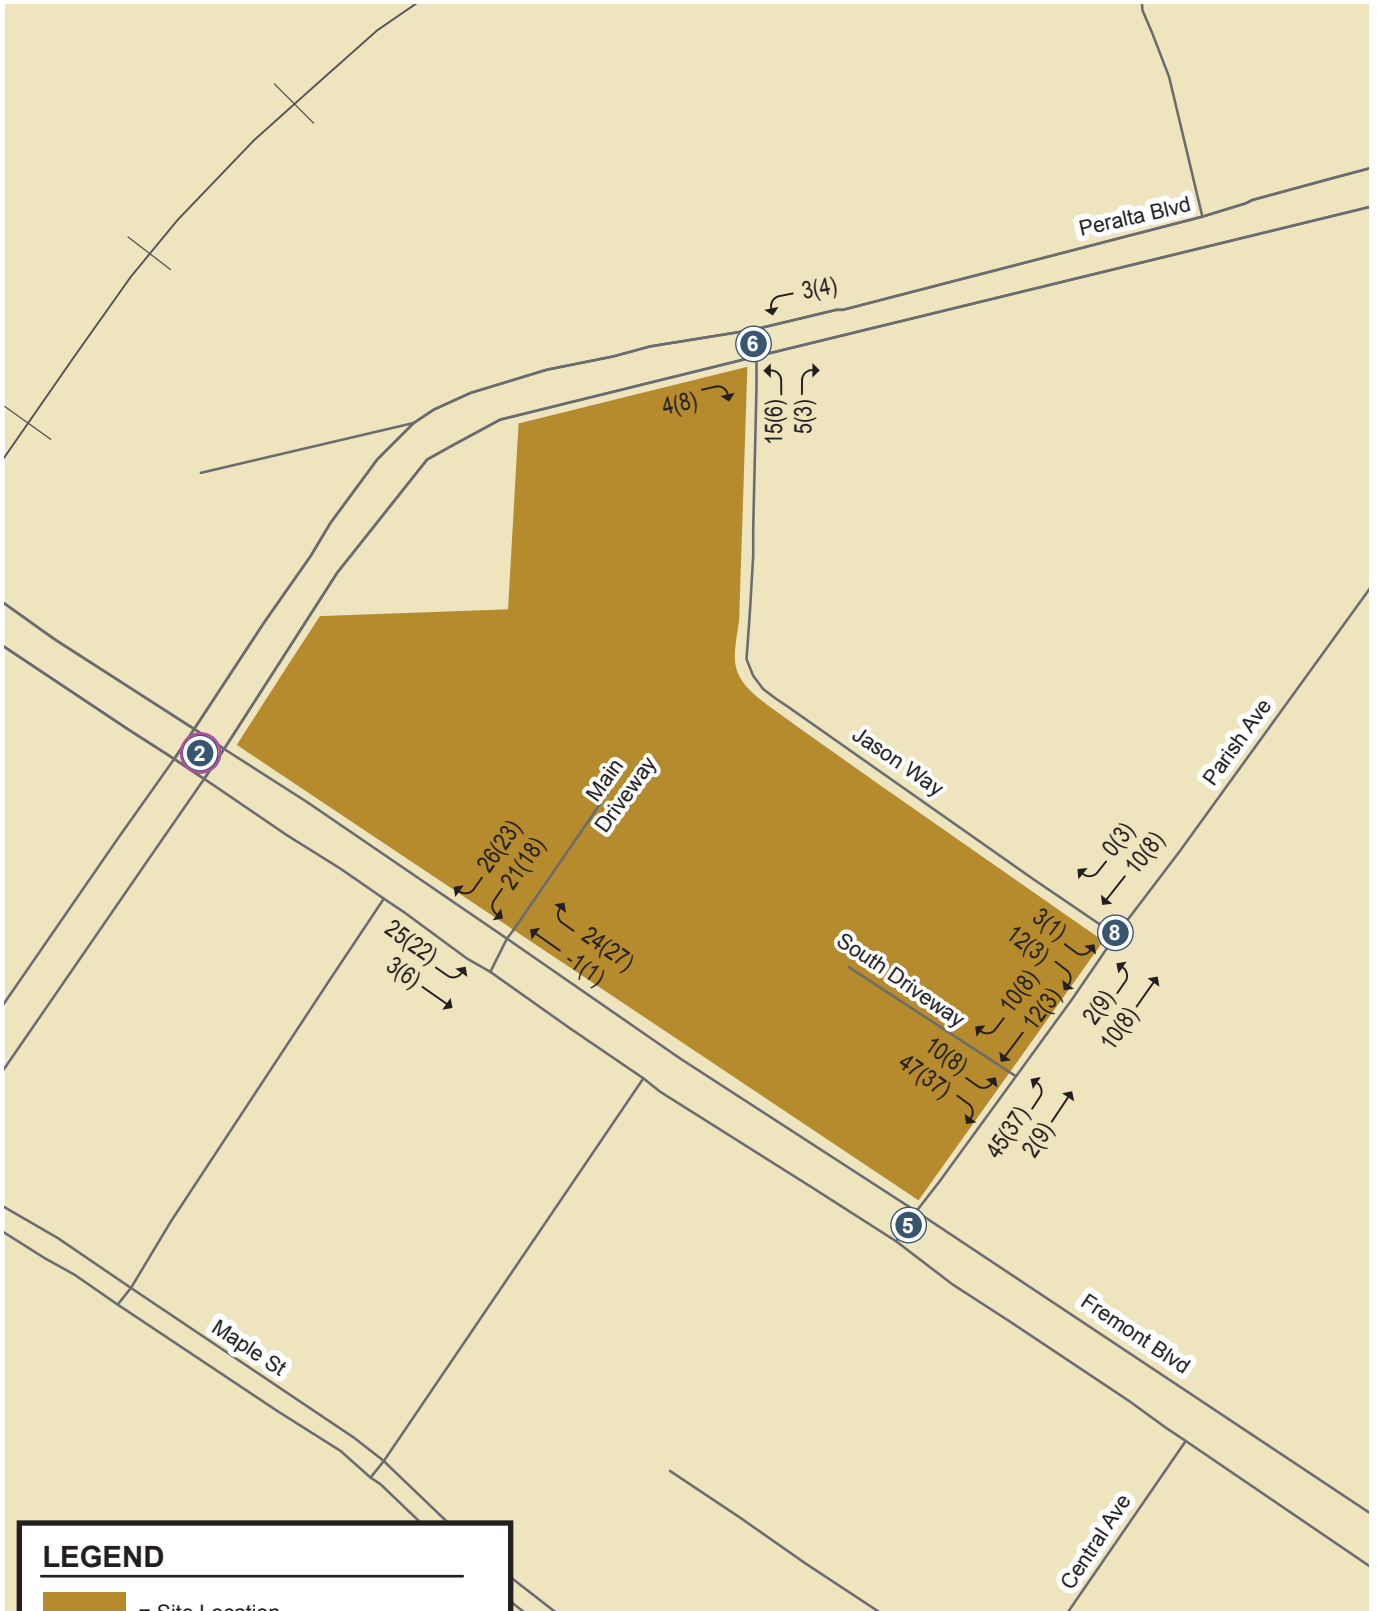 Peralta Blvd
3(4)
6
4(8)
15(6)
5(3)
Jason Way
Parish Ave
2
Main
Driveway
26(23)
21(18)
24(27)
-1(1)
25(22)
3(6)
0(3)
10(8)
8
3(1)
12(3)
South Driveway
10(8)
12(3)
2(9)
10(8)
10(8)
47(37)
45(37)
2(9)
5
Fremont Blvd
Maple St
Central Ave
LEGEND
= Site Location